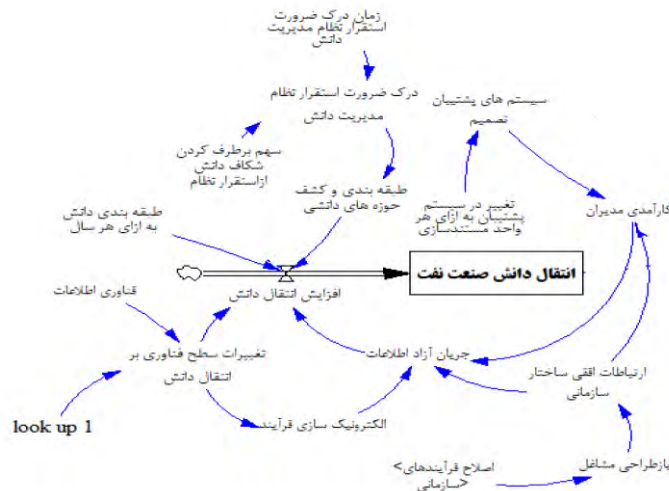 زمان درک ضرورت
استقرار نظام مدیریت
دانش
درک ضرورت استقرار نظام
مدیریت دانش
سیستم های پشتیبان
تصمیم
سهم برطرف کردن
شکاف دانش
ازاستقرار نظام
طبقه بندی و کشف
حوزه های دانشی
تغییر در سیستم
پشتیبان به ازای هر
واحد مستندسازی
کارآمدی مدیران
طبقه بندی دانش
به ازای هر سال
انتقال دانش صنعت نفت
افزایش انتقال دانش
فناوری اطلاعات
تغییرات سطح فناوری بر
انتقال دانش
جریان آزاد اطلاعات
ارتباطات افقی ساختار
سازمانی
look up 1
الکترونیک سازی فرآیند
بازطراحی مشاغل
<اصلاح فرآیندهای
سازمانی>